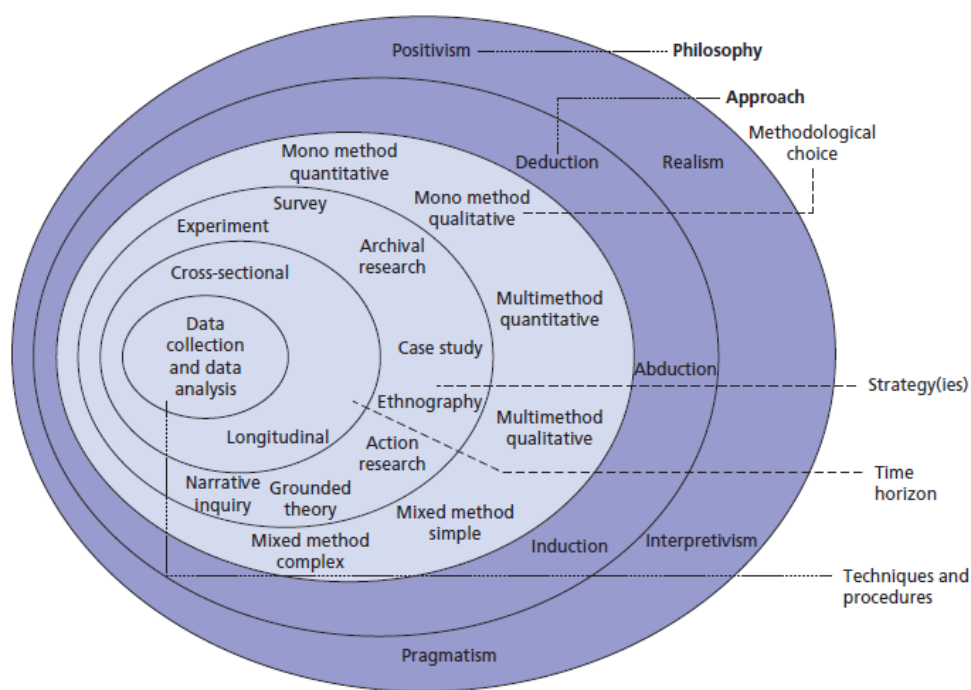 Positivism
Philosophy
Approach
Methodological
choice
Deduction
Realism
Mono method
quantitative
Mono method
qualitative
Survey
Experiment
Archival
research
Cross-sectional
Multimethod
quantitative
Data
collection
and data
analysis
Case study
Abduction
Strategy(ies)
Ethnography
Multimethod
qualitative
Longitudinal
Action
research
Time
horizon
Narrative
inquiry
Grounded
theory
Mixed method
simple
Mixed method
complex
Induction
Interpretivism
Techniques and
procedures
Pragmatism